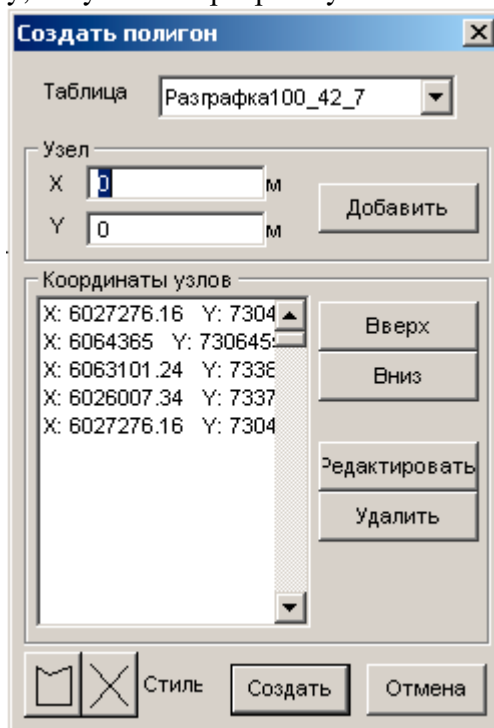 Создать полигон
Таблица Разграфка100_42_7
Узел
X 0 м
Y 0 м
Добавить
Координаты узлов
X: 6027276.16 Y: 7304
X: 6064365 Y: 7306455
X: 6063101.24 Y: 7338
X: 6026007.34 Y: 7337
X: 6027276.16 Y: 7304
Вверх
Вниз
Редактировать
Удалить
Стиль Создать Отмена